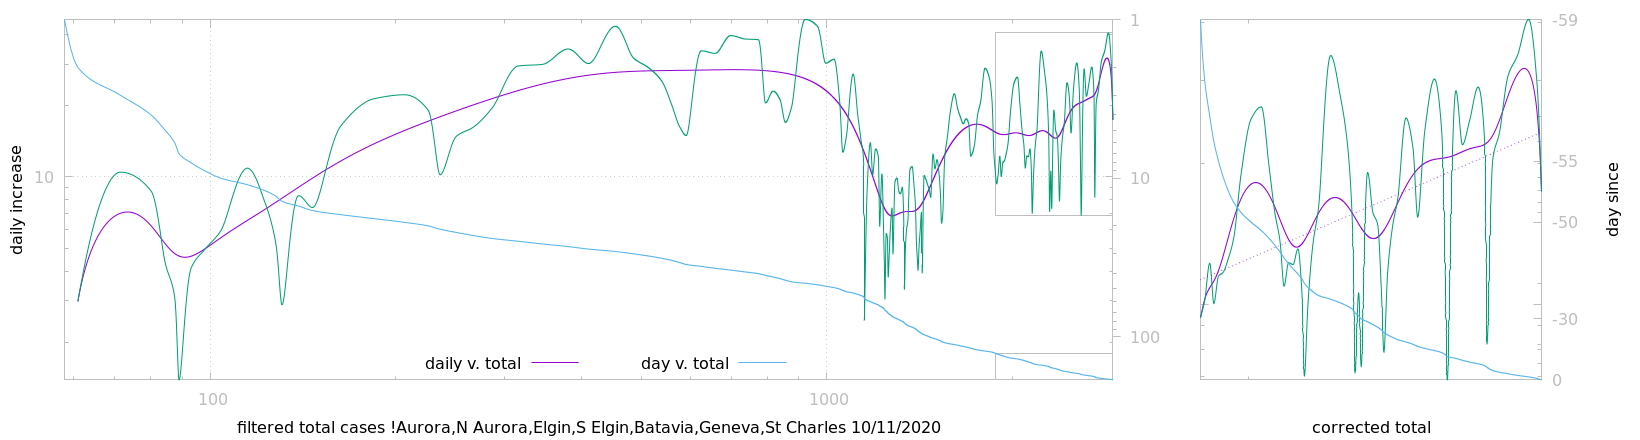 daily increase
10
daily v. total
day v. total
100
1000
filtered total cases !Aurora,N Aurora,Elgin,S Elgin,Batavia,Geneva,St Charles 10/11/2020
1
10
100
-59
-55
-50
-30
0
day since
corrected total